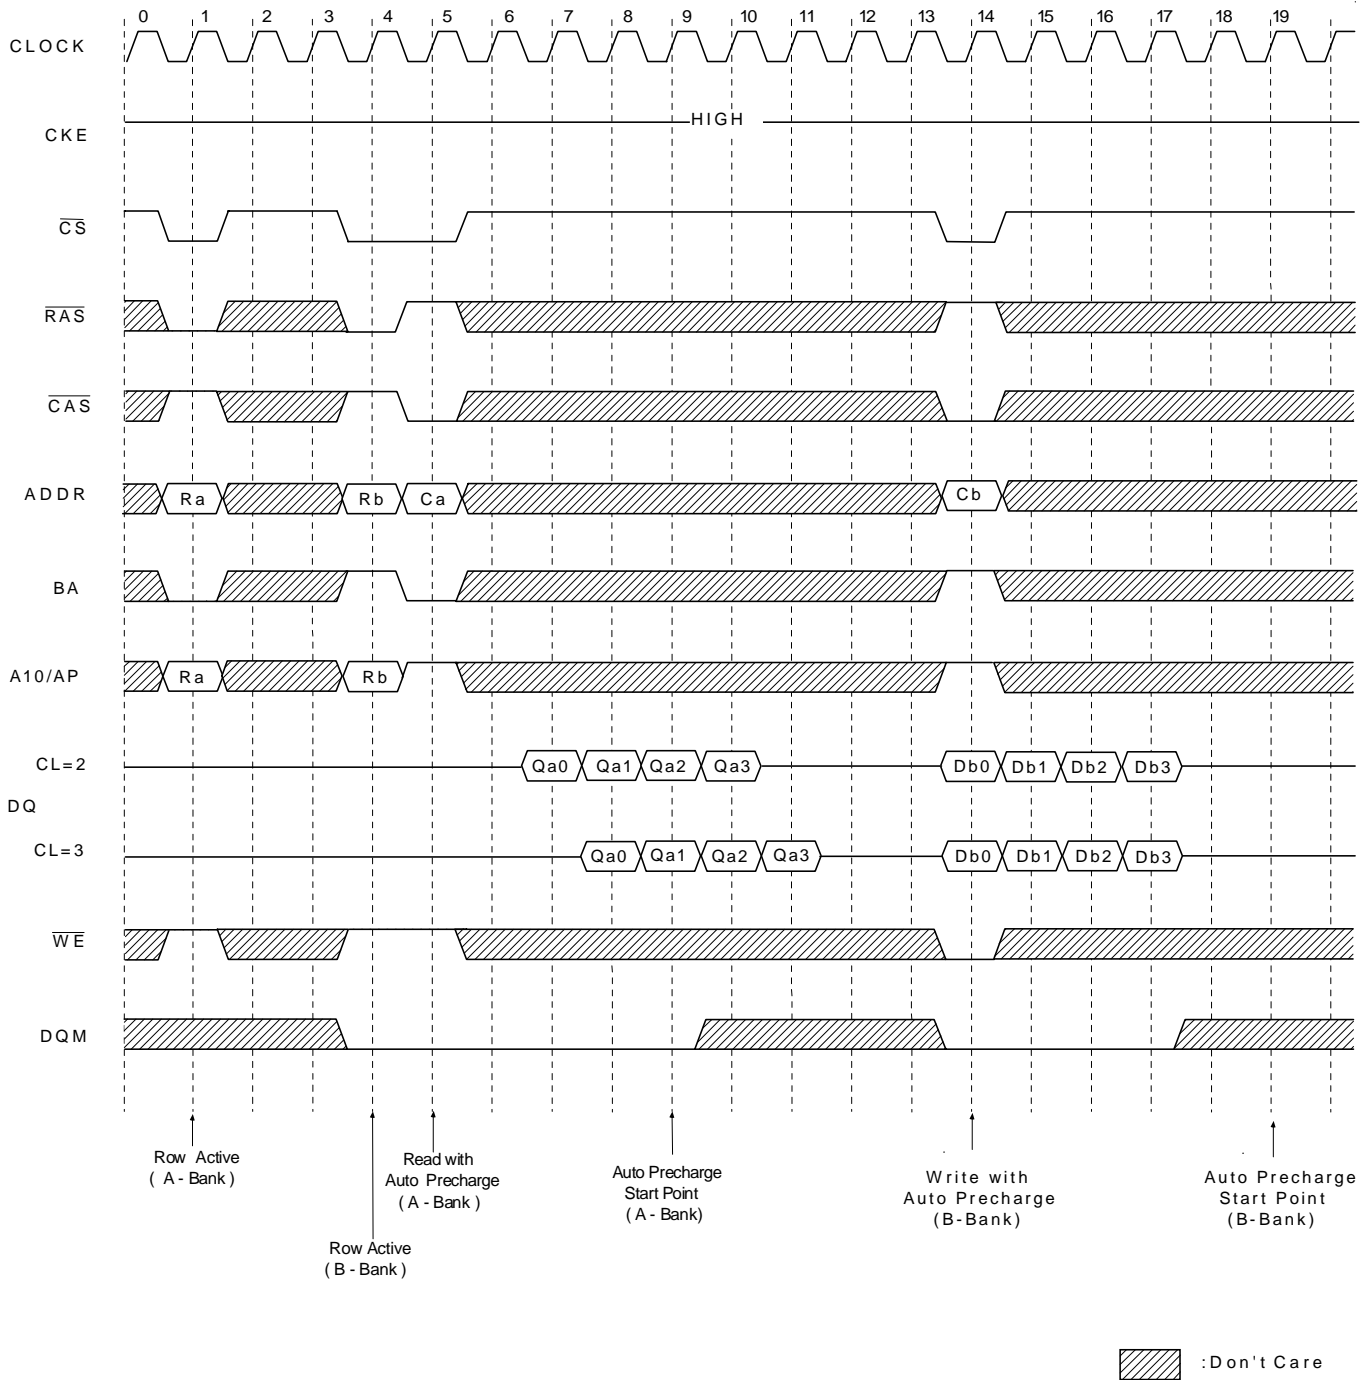 0 1 2 3 4 5 6 7 8 9 10 11 12 13 14 15 16 17 18 19
CLOCK
HIGH
CKE
CS
RAS
CAS
ADDR Ra Rb Ca Cb
BA
A10/AP Ra Rb
CL=2 Qa0 Qa1 Qa2 Qa3 Db0 Db1 Db2 Db3
DQ
CL=3 Qa0 Qa1 Qa2 Qa3 Db0 Db1 Db2 Db3
WE
DQM
Row Active
(A-Bank)
Row Active
(B-Bank)
Read with
Auto Precharge
(A-Bank)
Auto Precharge
Start Point
(A-Bank)
Write with
Auto Precharge
(B-Bank)
Auto Precharge
Start Point
(B-Bank)
:Don't Care